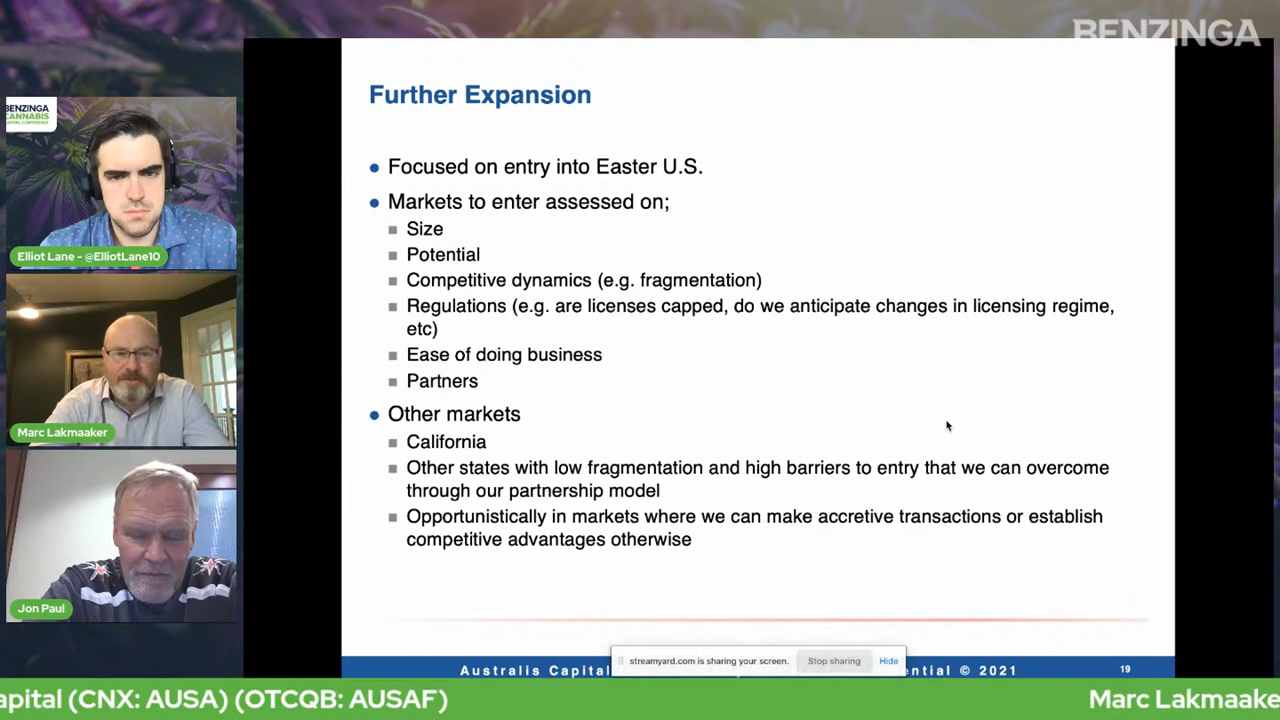 BENZINGA
Further Expansion
Focused on entry into Easter U.S.
Markets to enter assessed on;
Size
Potential
Competitive dynamics (e.g. fragmentation)
Regulations (e.g. are licenses capped, do we anticipate changes in licensing regime,
etc)
Ease of doing business
Partners
Other markets
California
Other states with low fragmentation and high barriers to entry that we can overcome
through our partnership model
Opportunistically in markets where we can make accretive transactions or establish
competitive advantages otherwise
BENZINGA
CANNABIS
Elliot Lane - @ElliotLane10
Marc Lakmaaker
Jon Paul
streamyard.com is sharing your screen.
Stop sharing
Hide
Australis Capital
ential © 2021
19
apital (CNX: AUSA) (OTCQB: AUSAF)
Marc Lakmaake